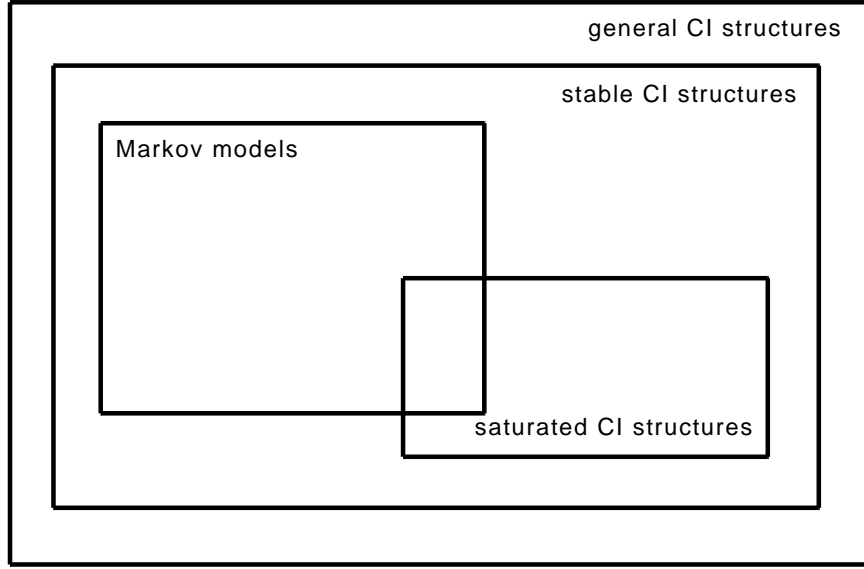 general CI structures
stable CI structures
Markov models
saturated CI structures